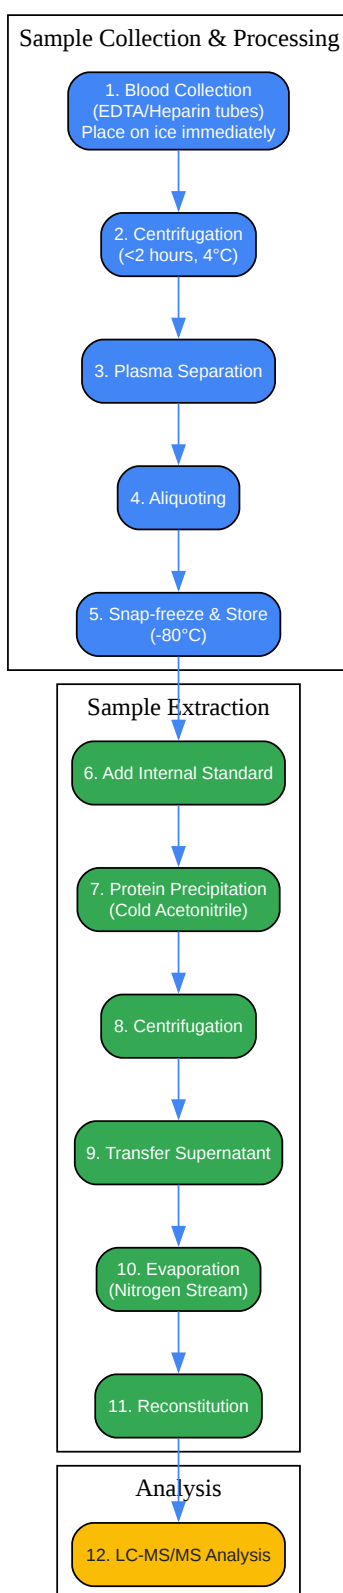 Sample Collection & Processing
1. Blood Collection
(EDTA/Heparin tubes)
Place on ice immediately
2. Centrifugation
(<2 hours, 4°C)
3. Plasma Separation
4. Aliquoting
5. Snap-freeze & Store
(-80°C)
Sample Extraction
6. Add Internal Standard
7. Protein Precipitation
(Cold Acetonitrile)
8. Centrifugation
9. Transfer Supernatant
10. Evaporation
(Nitrogen Stream)
11. Reconstitution
Analysis
12. LC-MS/MS Analysis